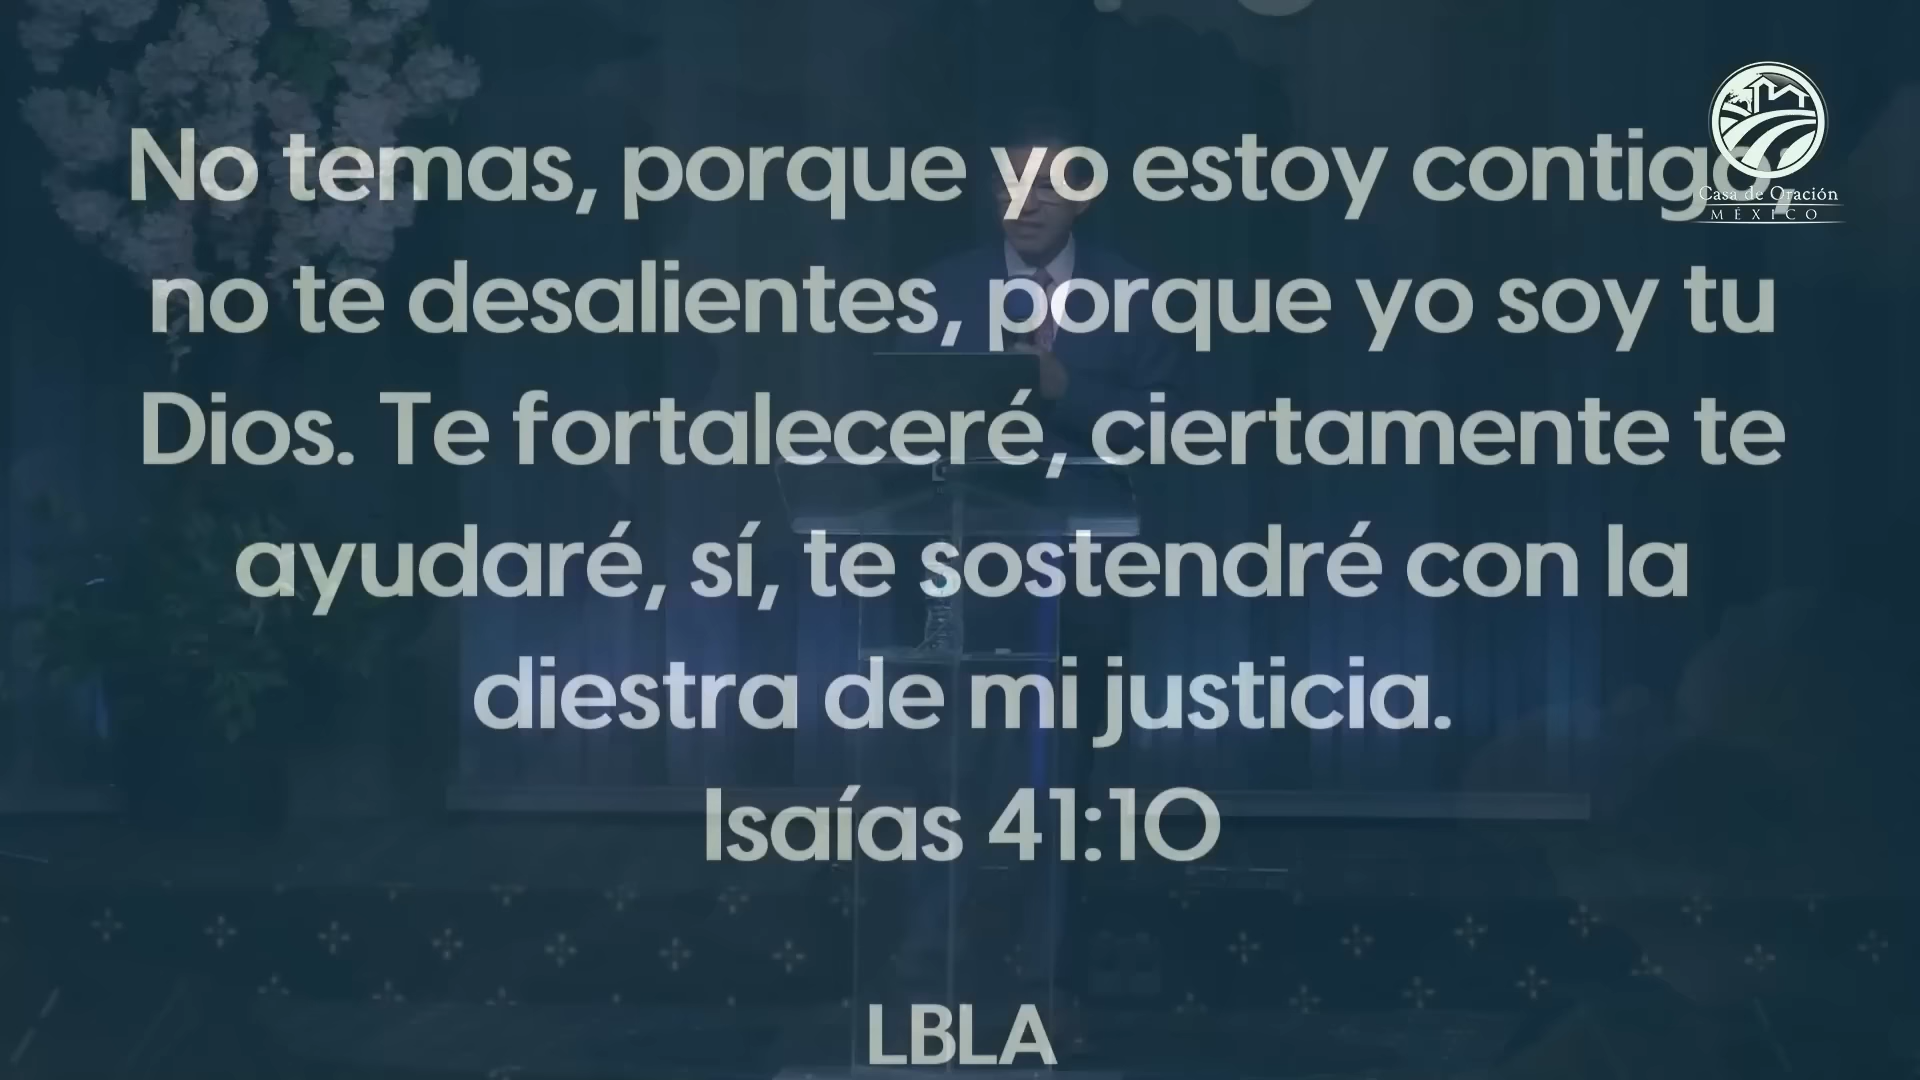 No temas, porque yo estoy contigo;
no te desalientes, porque yo soy tu
Dios. Te fortaleceré, ciertamente te
ayudaré, sí, te sostendré con la
diestra de mi justicia.
Isaías 41:10
LBLA
Casa de Oración
MÉXICO